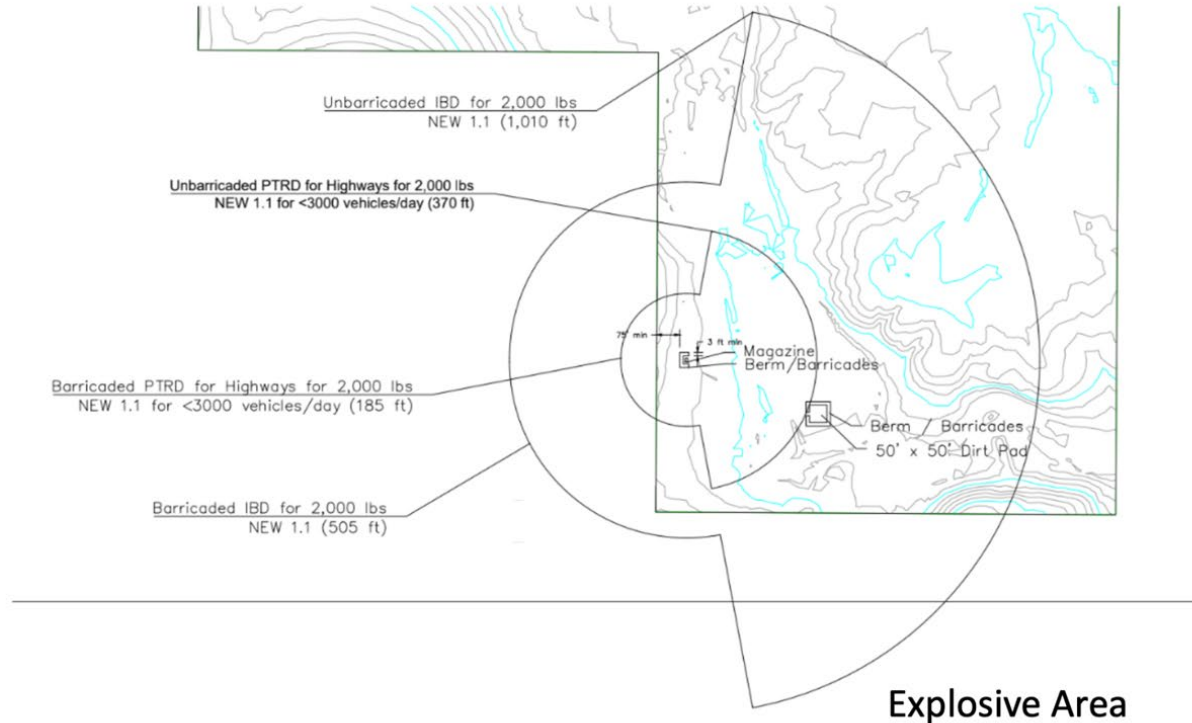 Unbarricaded IBD for 2,000 lbs
NEW 1.1 (1,010 ft)
Unbarricaded PTRD for Highways for 2,000 lbs
NEW 1.1 for <3000 vehicles/day (370 ft)
75' min
3 ft min
Magazine
Berm/Barricades
Barricaded PTRD for Highways for 2,000 lbs
NEW 1.1 for <3000 vehicles/day (185 ft)
Berm / Barricades
50' x 50' Dirt Pad
Barricaded IBD for 2,000 lbs
NEW 1.1 (505 ft)
Explosive Area